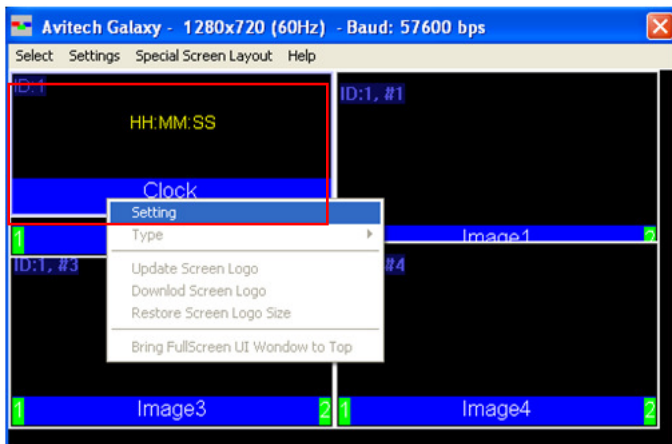 Avitech Galaxy - 1280x720 (60Hz) - Baud: 57600 bps
Select Settings Special Screen Layout Help
ID:1
ID:1, #1
HH:MM:SS
Clock
Setting
Type
1
Image1 2
ID:1, #3
#4
Update Screen Logo
Downlod Screen Logo
Restore Screen Logo Size
Bring FullScreen UI Wondow to Top
1 Image3 2
1 Image4 2